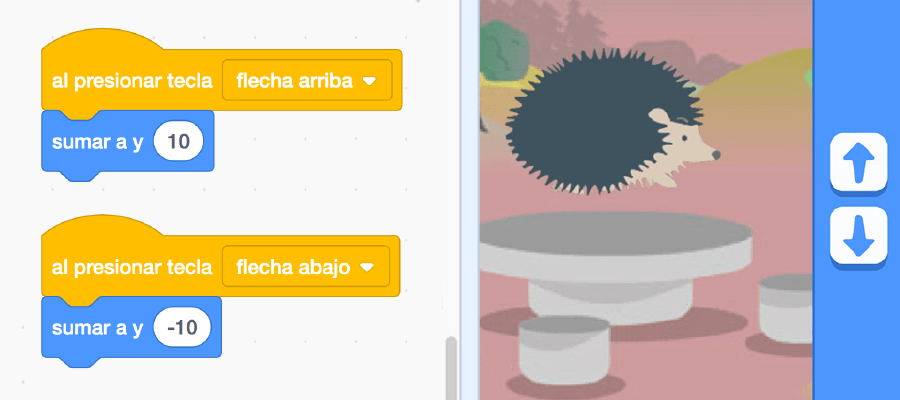 al presionar tecla flecha arriba
sumar a y 10
al presionar tecla flecha abajo
sumar a y -10